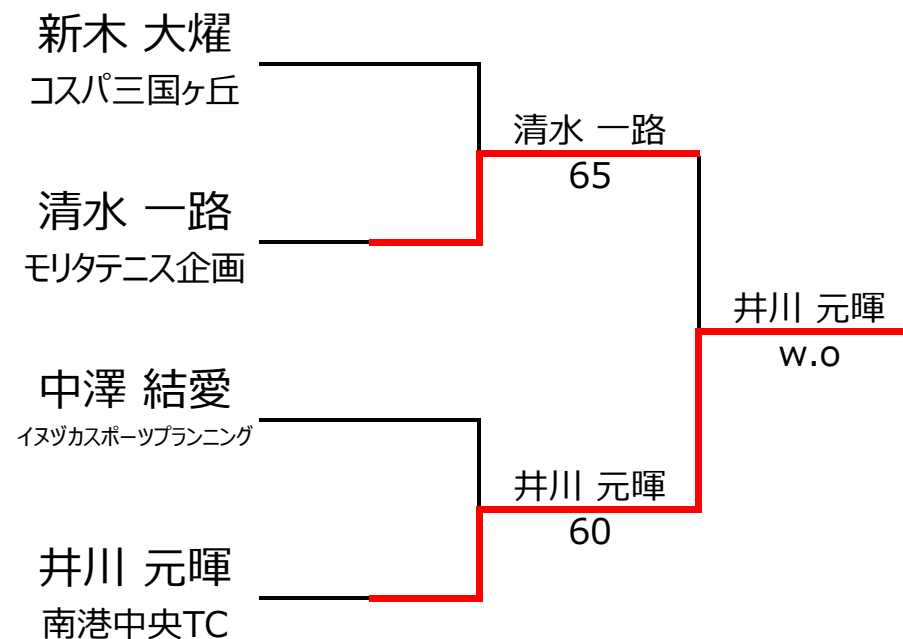 新木 大燿
コスパ三国ヶ丘
清水 一路
65
清水 一路
モリタテニス企画
井川 元暉
w.o
中澤 結愛
イヌヅカスポーツプランニング
井川 元暉
60
井川 元暉
南港中央TC